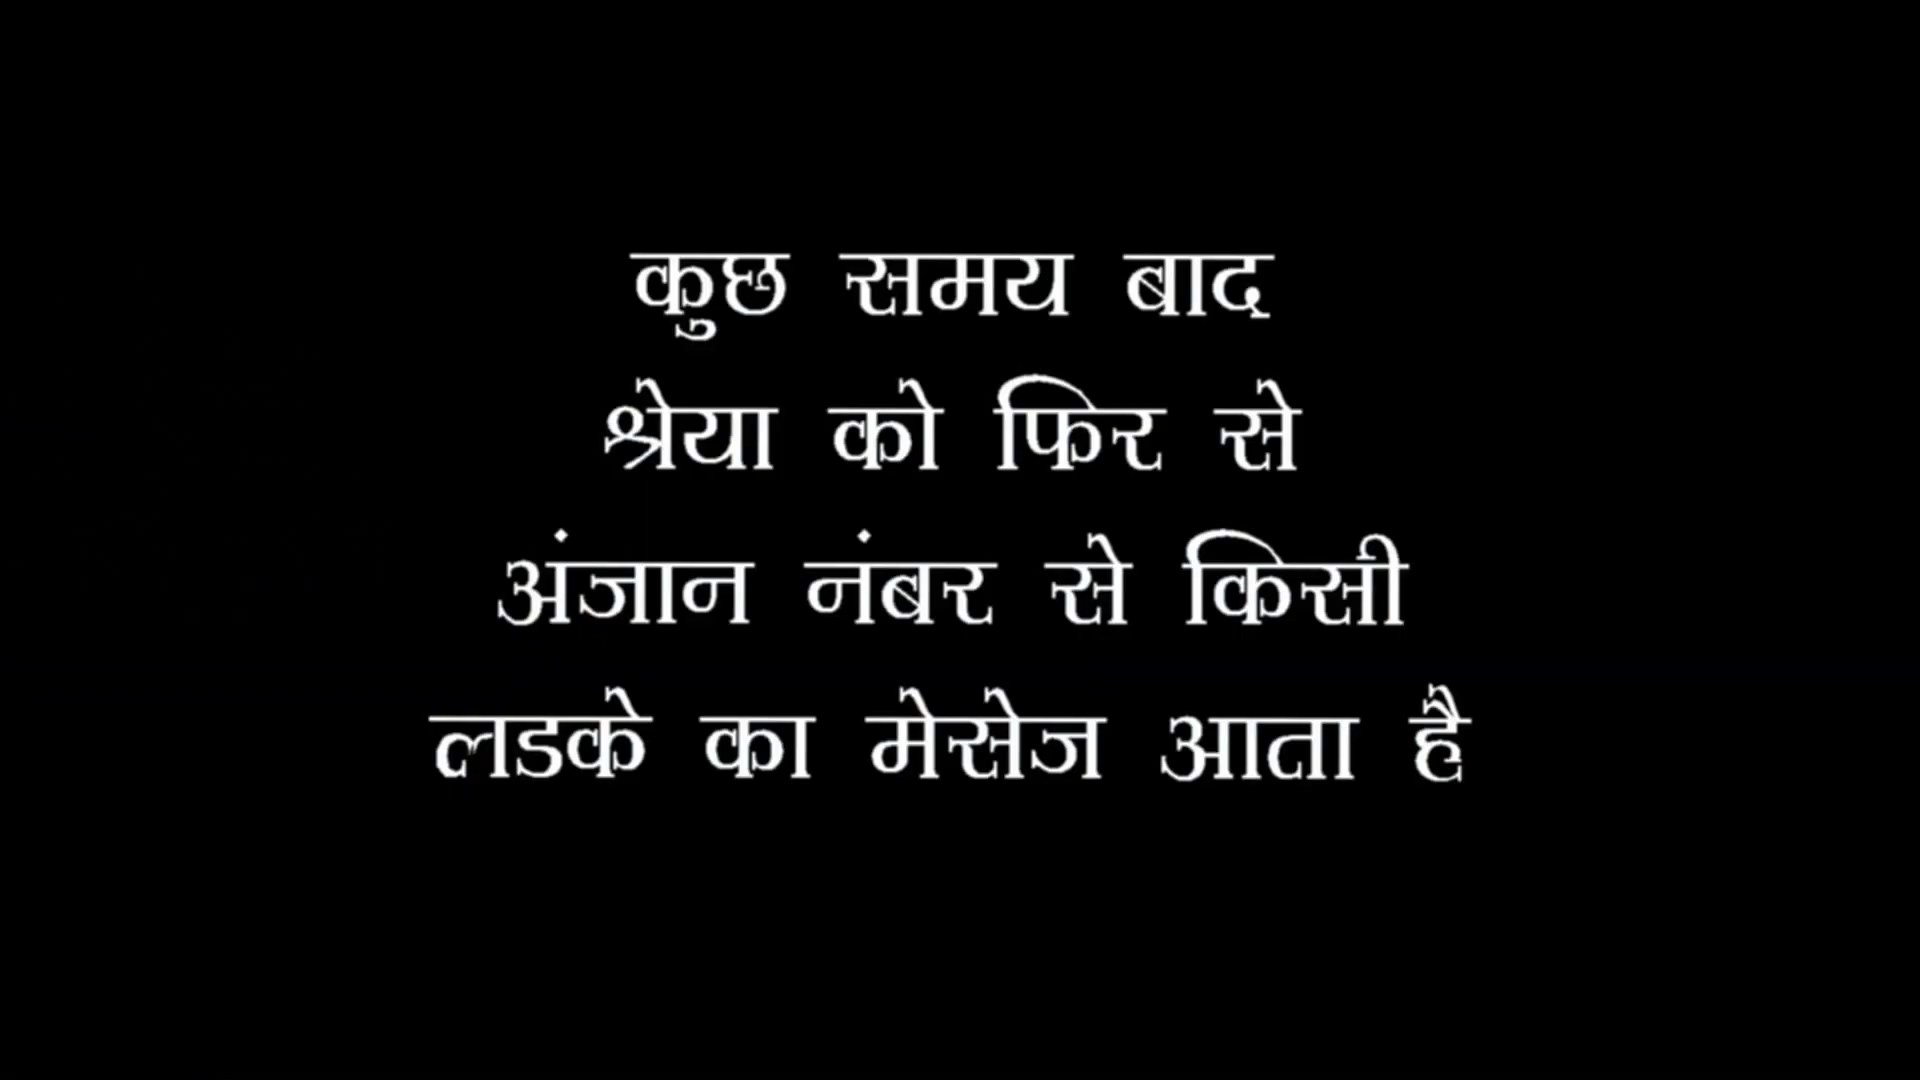 कुछ समय बाद
श्रेया को फिर से
अंजान नंबर से किसी
लडके का मेसेज आता है